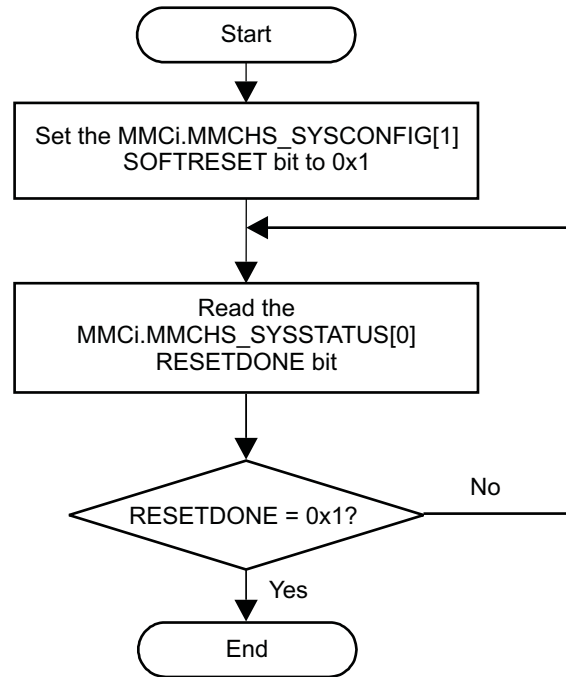 Start
Set the MMCi.MMCHS_SYSCONFIG[1]
SOFTRESET bit to 0x1
Read the
MMCi.MMCHS_SYSSTATUS[0]
RESETDONE bit
RESETDONE = 0x1?
No
Yes
End